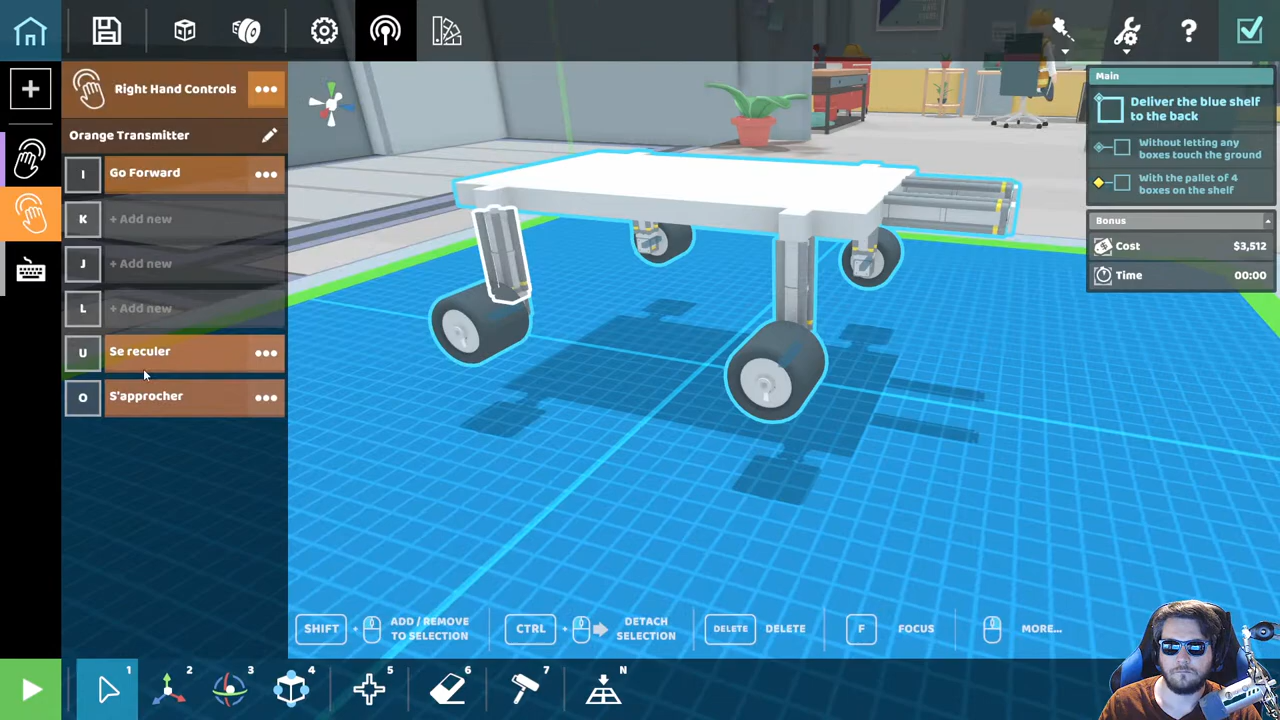 Right Hand Controls
Orange Transmitter
I Go Forward
K + Add new
J + Add new
L + Add new
U Se reculer
O S'approcher
Main
Deliver the blue shelf
to the back
Without letting any
boxes touch the ground
With the pallet of 4
boxes on the shelf
Bonus
Cost $3,512
Time 00:00
SHIFT + ADD / REMOVE
TO SELECTION
CTRL + DETACH
SELECTION
DELETE DELETE
F FOCUS
MORE...
1 2 3 4 5 6 7 N